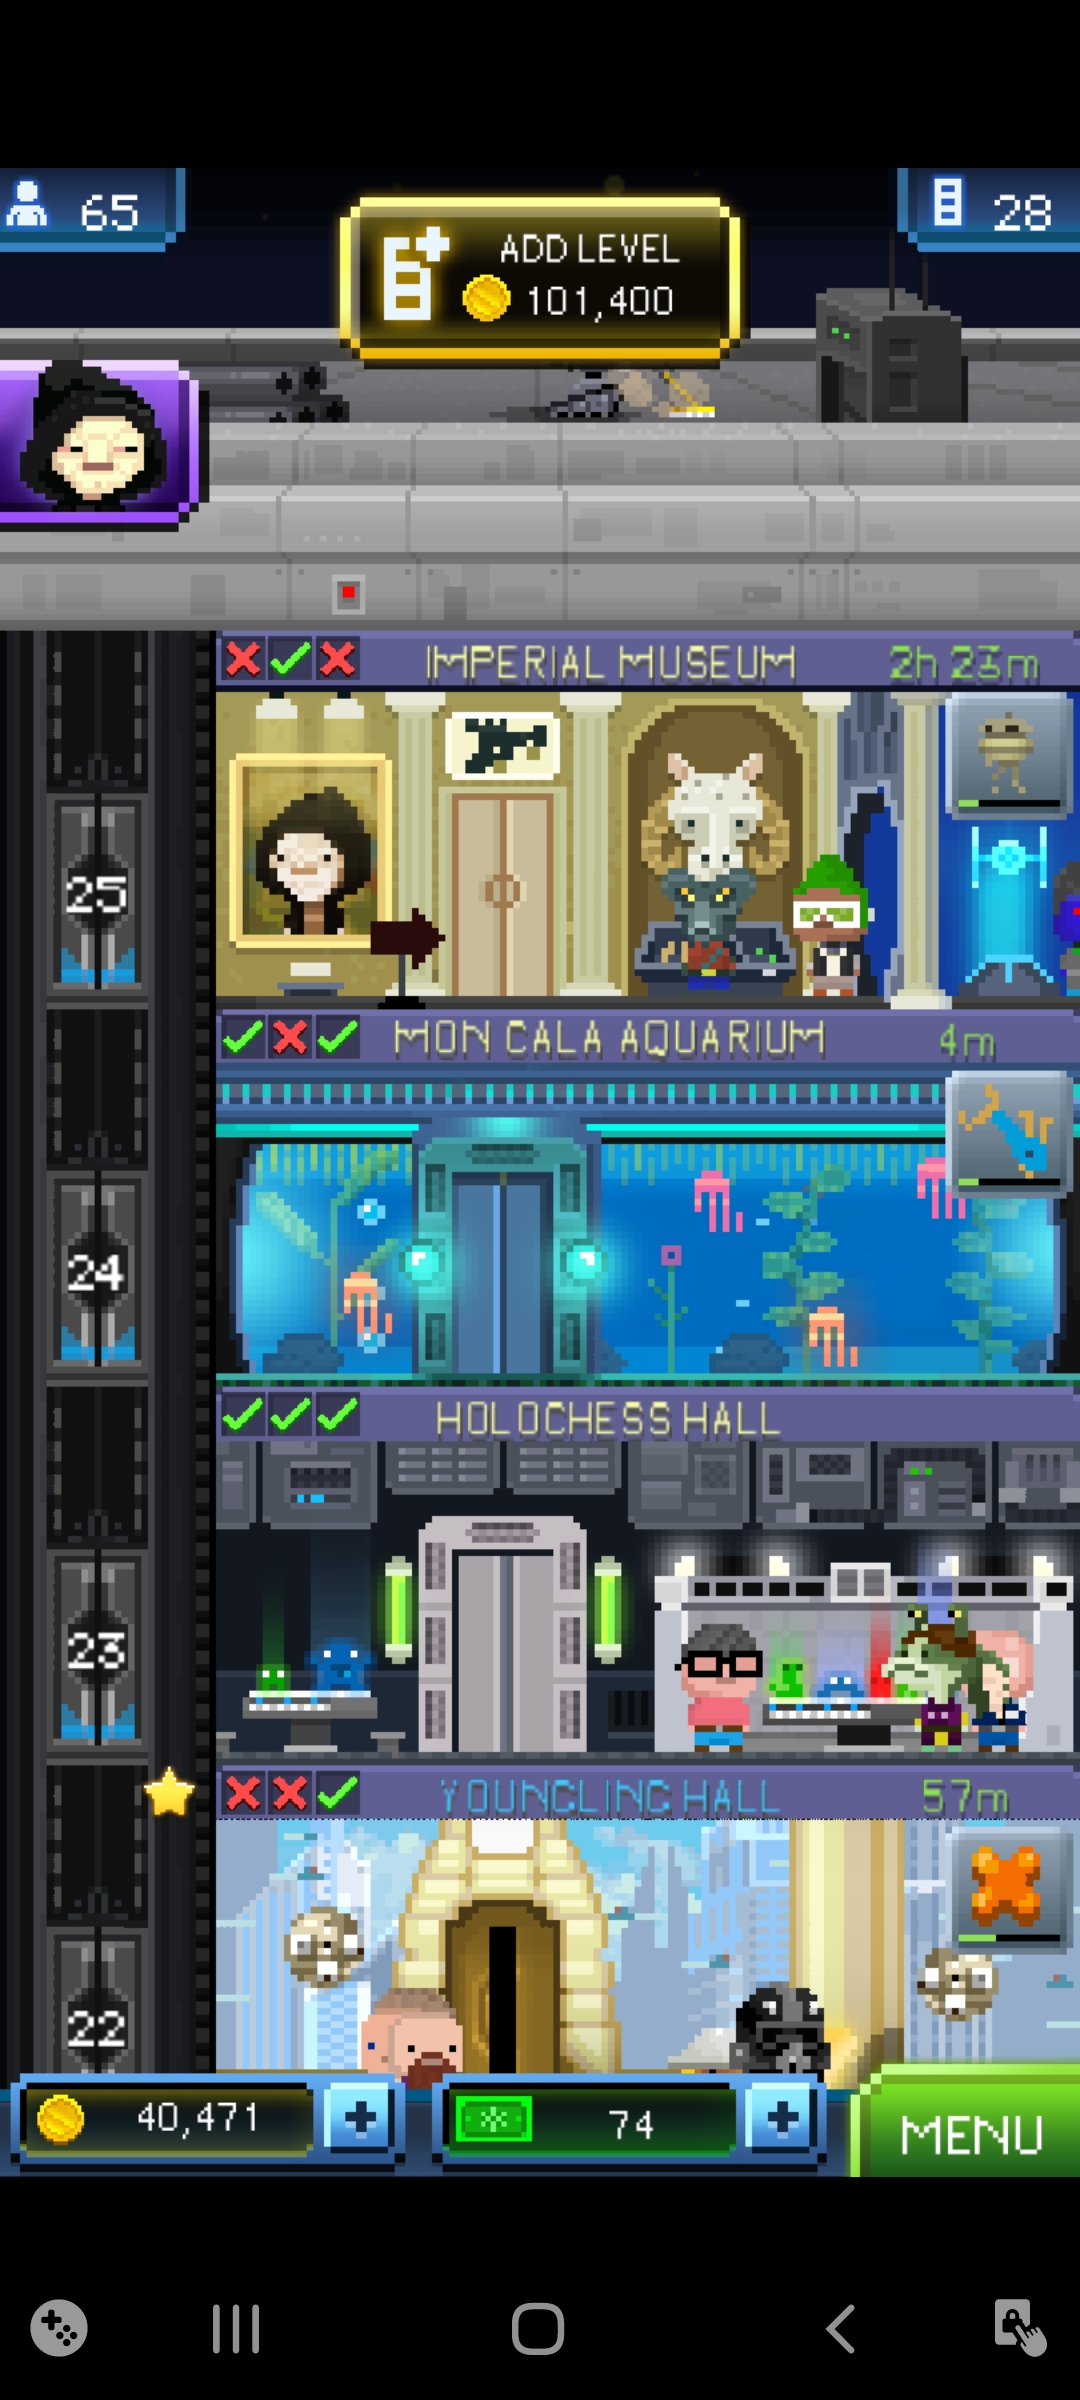 65
ADD LEVEL
101,400
28
IMPERIAL MUSEUM 2h 23m
25
MON CALA AQUARIUM 4m
24
HOLOCHESS HALL
23
YOUNGLING HALL 57m
22
40,471
74
MENU